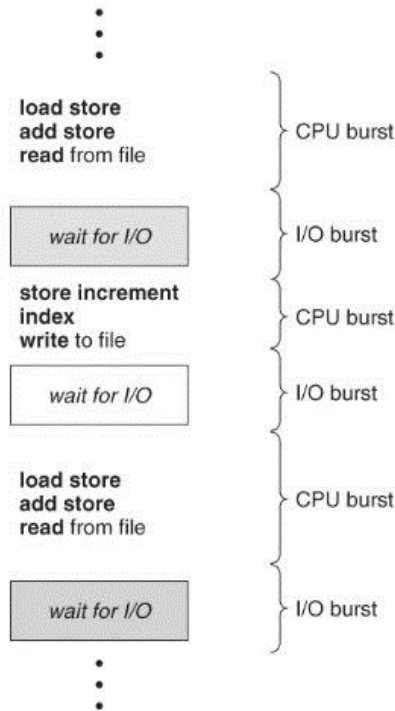 load store
add store
read from file
CPU burst
wait for I/O
I/O burst
store increment
index
write to file
CPU burst
wait for I/O
I/O burst
load store
add store
read from file
CPU burst
wait for I/O
I/O burst